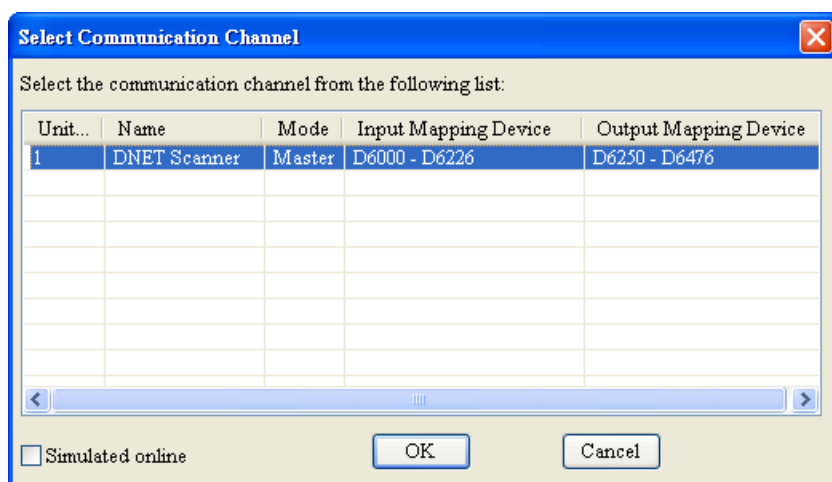 Select Communication Channel
Select the communication channel from the following list:
Unit... Name Mode Input Mapping Device Output Mapping Device
1 DNET Scanner Master D6000 - D6226 D6250 - D6476
Simulated online OK Cancel